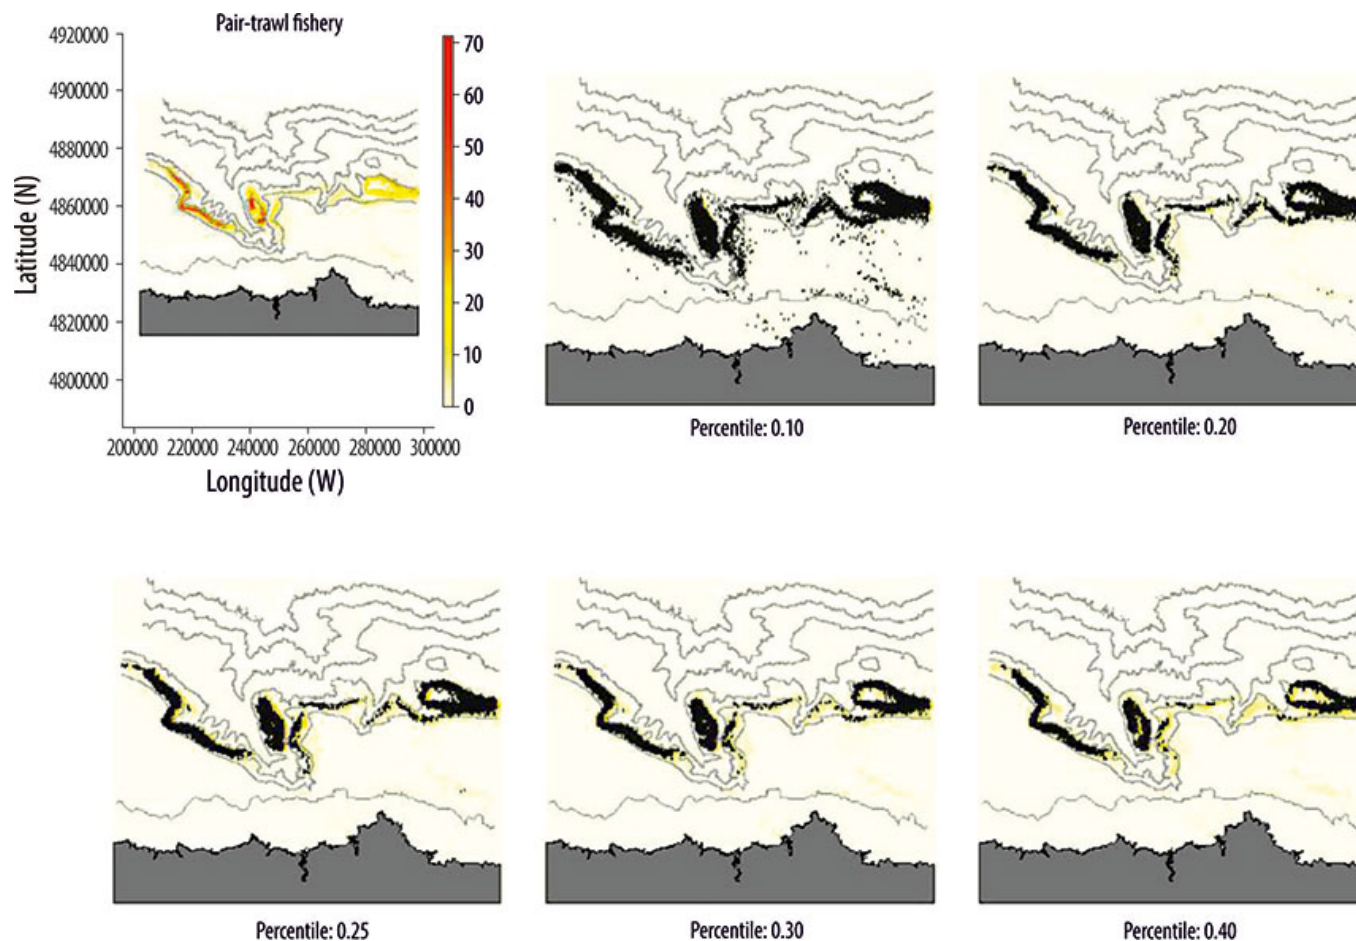 Pair-trawl fishery
4920000
4900000
4880000
4860000
4840000
4820000
4800000
Latitude (N)
70
60
50
40
30
20
10
0
200000 220000 240000 260000 280000 300000
Longitude (W)
Percentile: 0.10
Percentile: 0.20
Percentile: 0.25
Percentile: 0.30
Percentile: 0.40